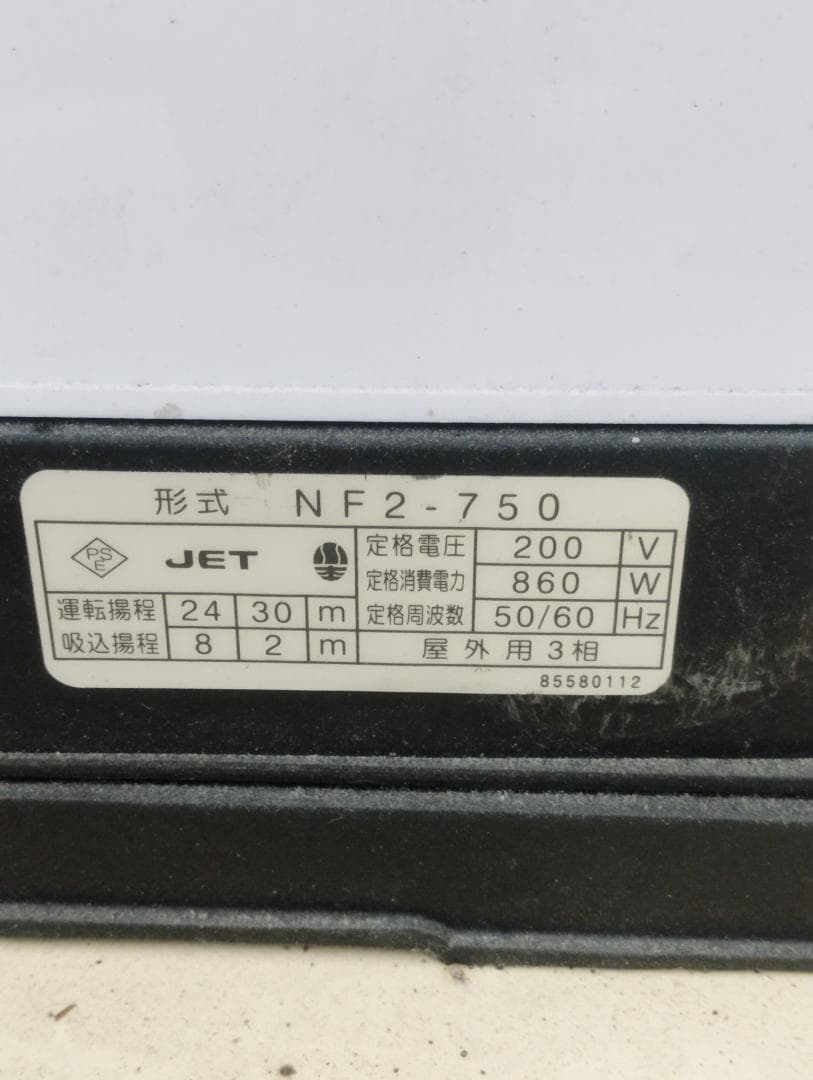 形式 NF2-750
PSE JET 定格電圧 200 V
定格消費電力 860 W
運転揚程 24 30 m 定格周波数 50/60 Hz
吸込揚程 8 2 m 屋外用3相
85580112